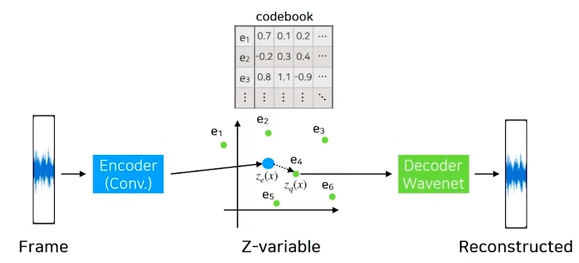 codebook
e1 0.7 0.1 0.2 ...
e2 -0.2 0.3 0.4 ...
e3 0.8 1.1 -0.9 ...
⋮ ⋮ ⋮ ⋮ ⋱
e1
e2
e3
Encoder
(Conv.)
ze(x)
e4
zq(x)
Decoder
Wavenet
e5
e6
Frame
Z-variable
Reconstructed